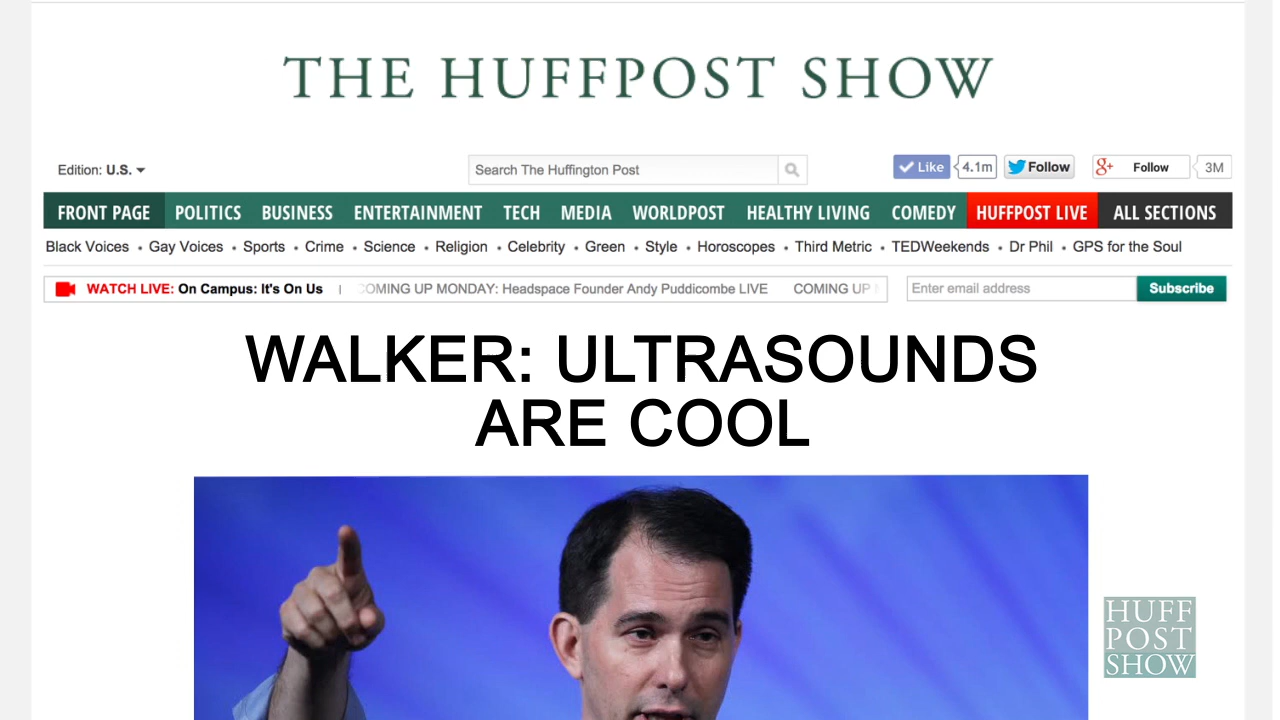 THE HUFFPOST SHOW
Edition: U.S.
Search The Huffington Post
Like
4.1m
Follow
g+
Follow
3M
FRONT PAGE POLITICS BUSINESS ENTERTAINMENT TECH MEDIA WORLDPOST HEALTHY LIVING COMEDY HUFFPOST LIVE ALL SECTIONS
Black Voices • Gay Voices • Sports • Crime • Science • Religion • Celebrity • Green • Style • Horoscopes • Third Metric • TEDWeekends • Dr Phil • GPS for the Soul
WATCH LIVE: On Campus: It's On Us | COMING UP MONDAY: Headspace Founder Andy Puddicombe LIVE COMING UP
Enter email address
Subscribe
WALKER: ULTRASOUNDS
ARE COOL
HUFF
POST
SHOW